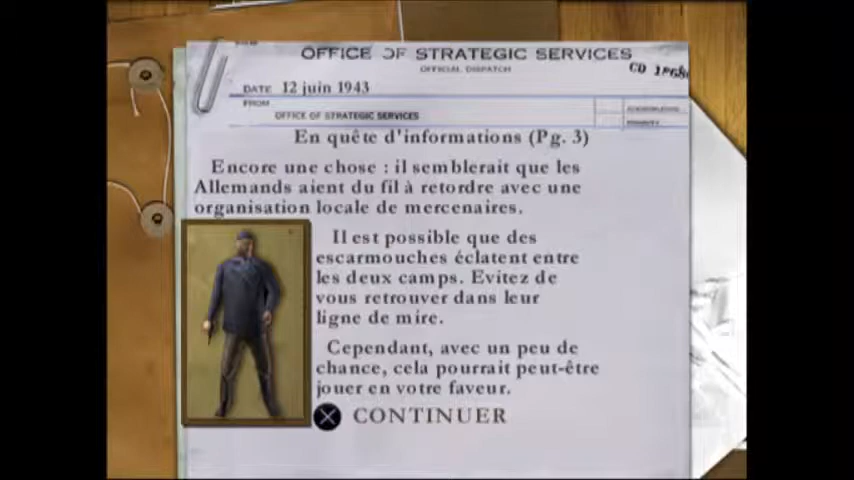 OFFICE OF STRATEGIC SERVICES
OFFICIAL DISPATCH
DATE 12 juin 1943
FROM
OFFICE OF STRATEGIC SERVICES
En quête d'informations (Pg. 3)
Encore une chose : il semblerait que les
Allemands aient du fil à retordre avec une
organisation locale de mercenaires.
Il est possible que des
escarmouches éclatent entre
les deux camps. Evitez de
vous retrouver dans leur
ligne de mire.
Cependant, avec un peu de
chance, cela pourrait peut-être
jouer en votre faveur.
CONTINUER